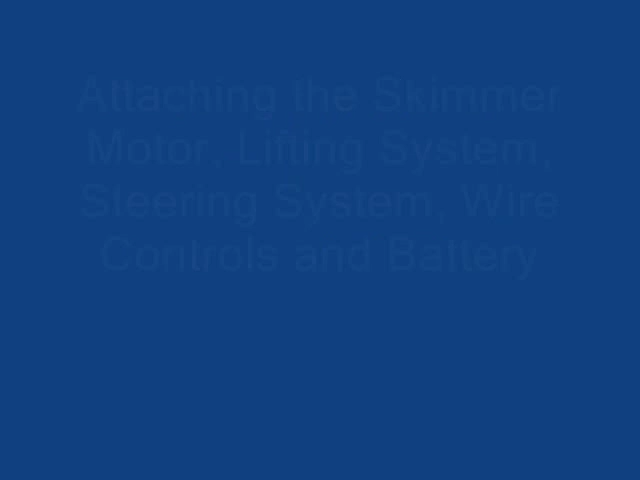 Attaching the Skimmer
Motor, Lifting System,
Steering System, Wire
Controls and Battery